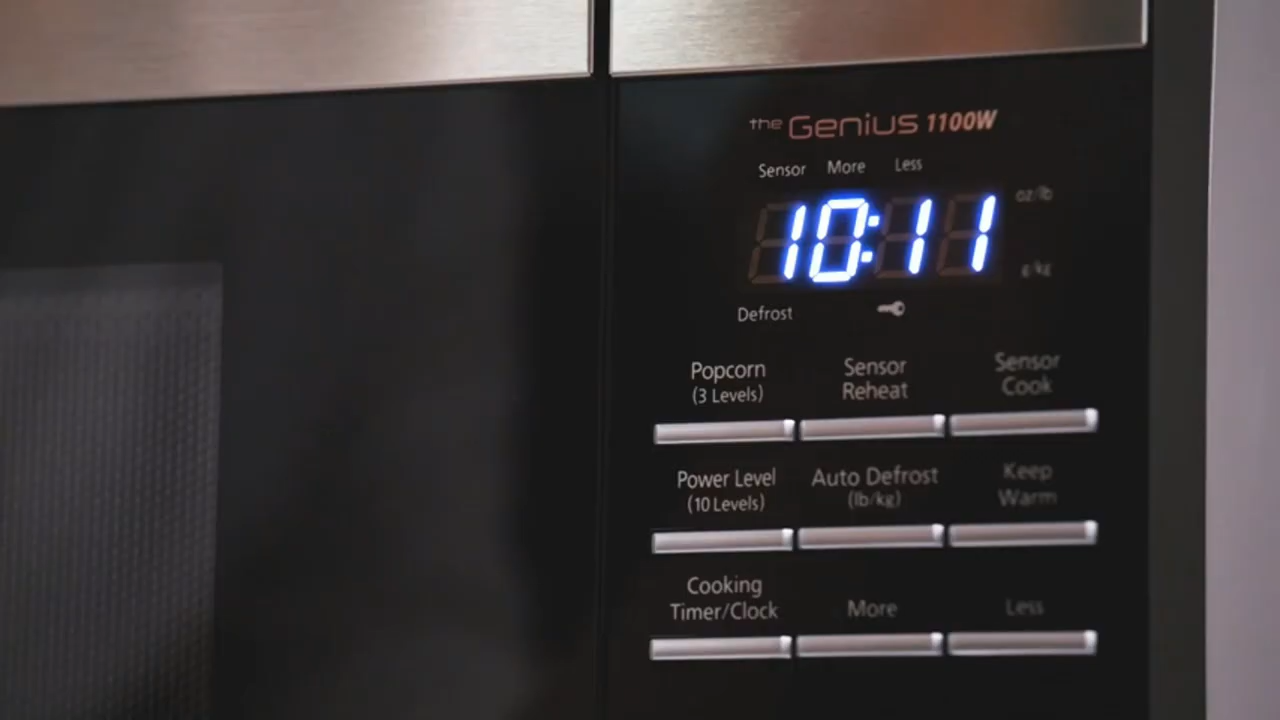 the Genius 1100W
Sensor More Less
oz/lb
10:11
g/kg
Defrost
Popcorn
(3 Levels)
Sensor
Reheat
Sensor
Cook
Power Level
(10 Levels)
Auto Defrost
(lb/kg)
Keep
Warm
Cooking
Timer/Clock
More
Less